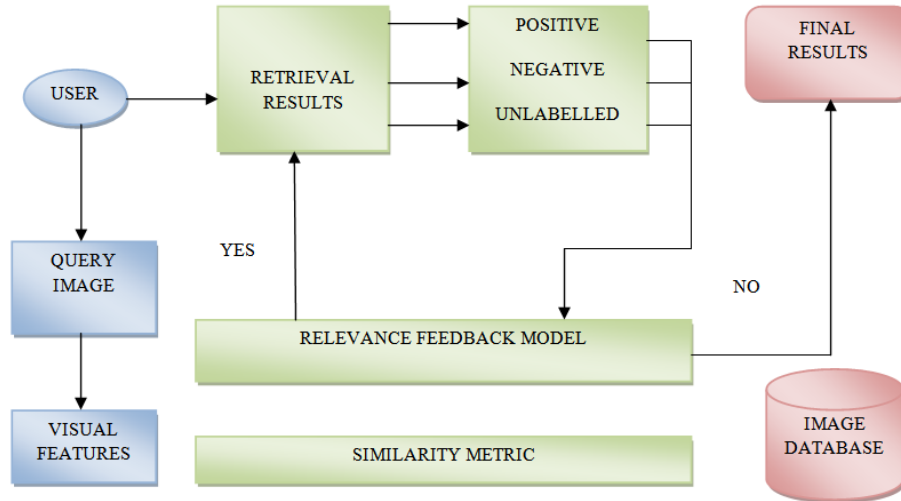 USER
RETRIEVAL
RESULTS
POSITIVE
NEGATIVE
UNLABELLED
FINAL
RESULTS
QUERY
IMAGE
YES
NO
RELEVANCE FEEDBACK MODEL
VISUAL
FEATURES
SIMILARITY METRIC
IMAGE
DATABASE